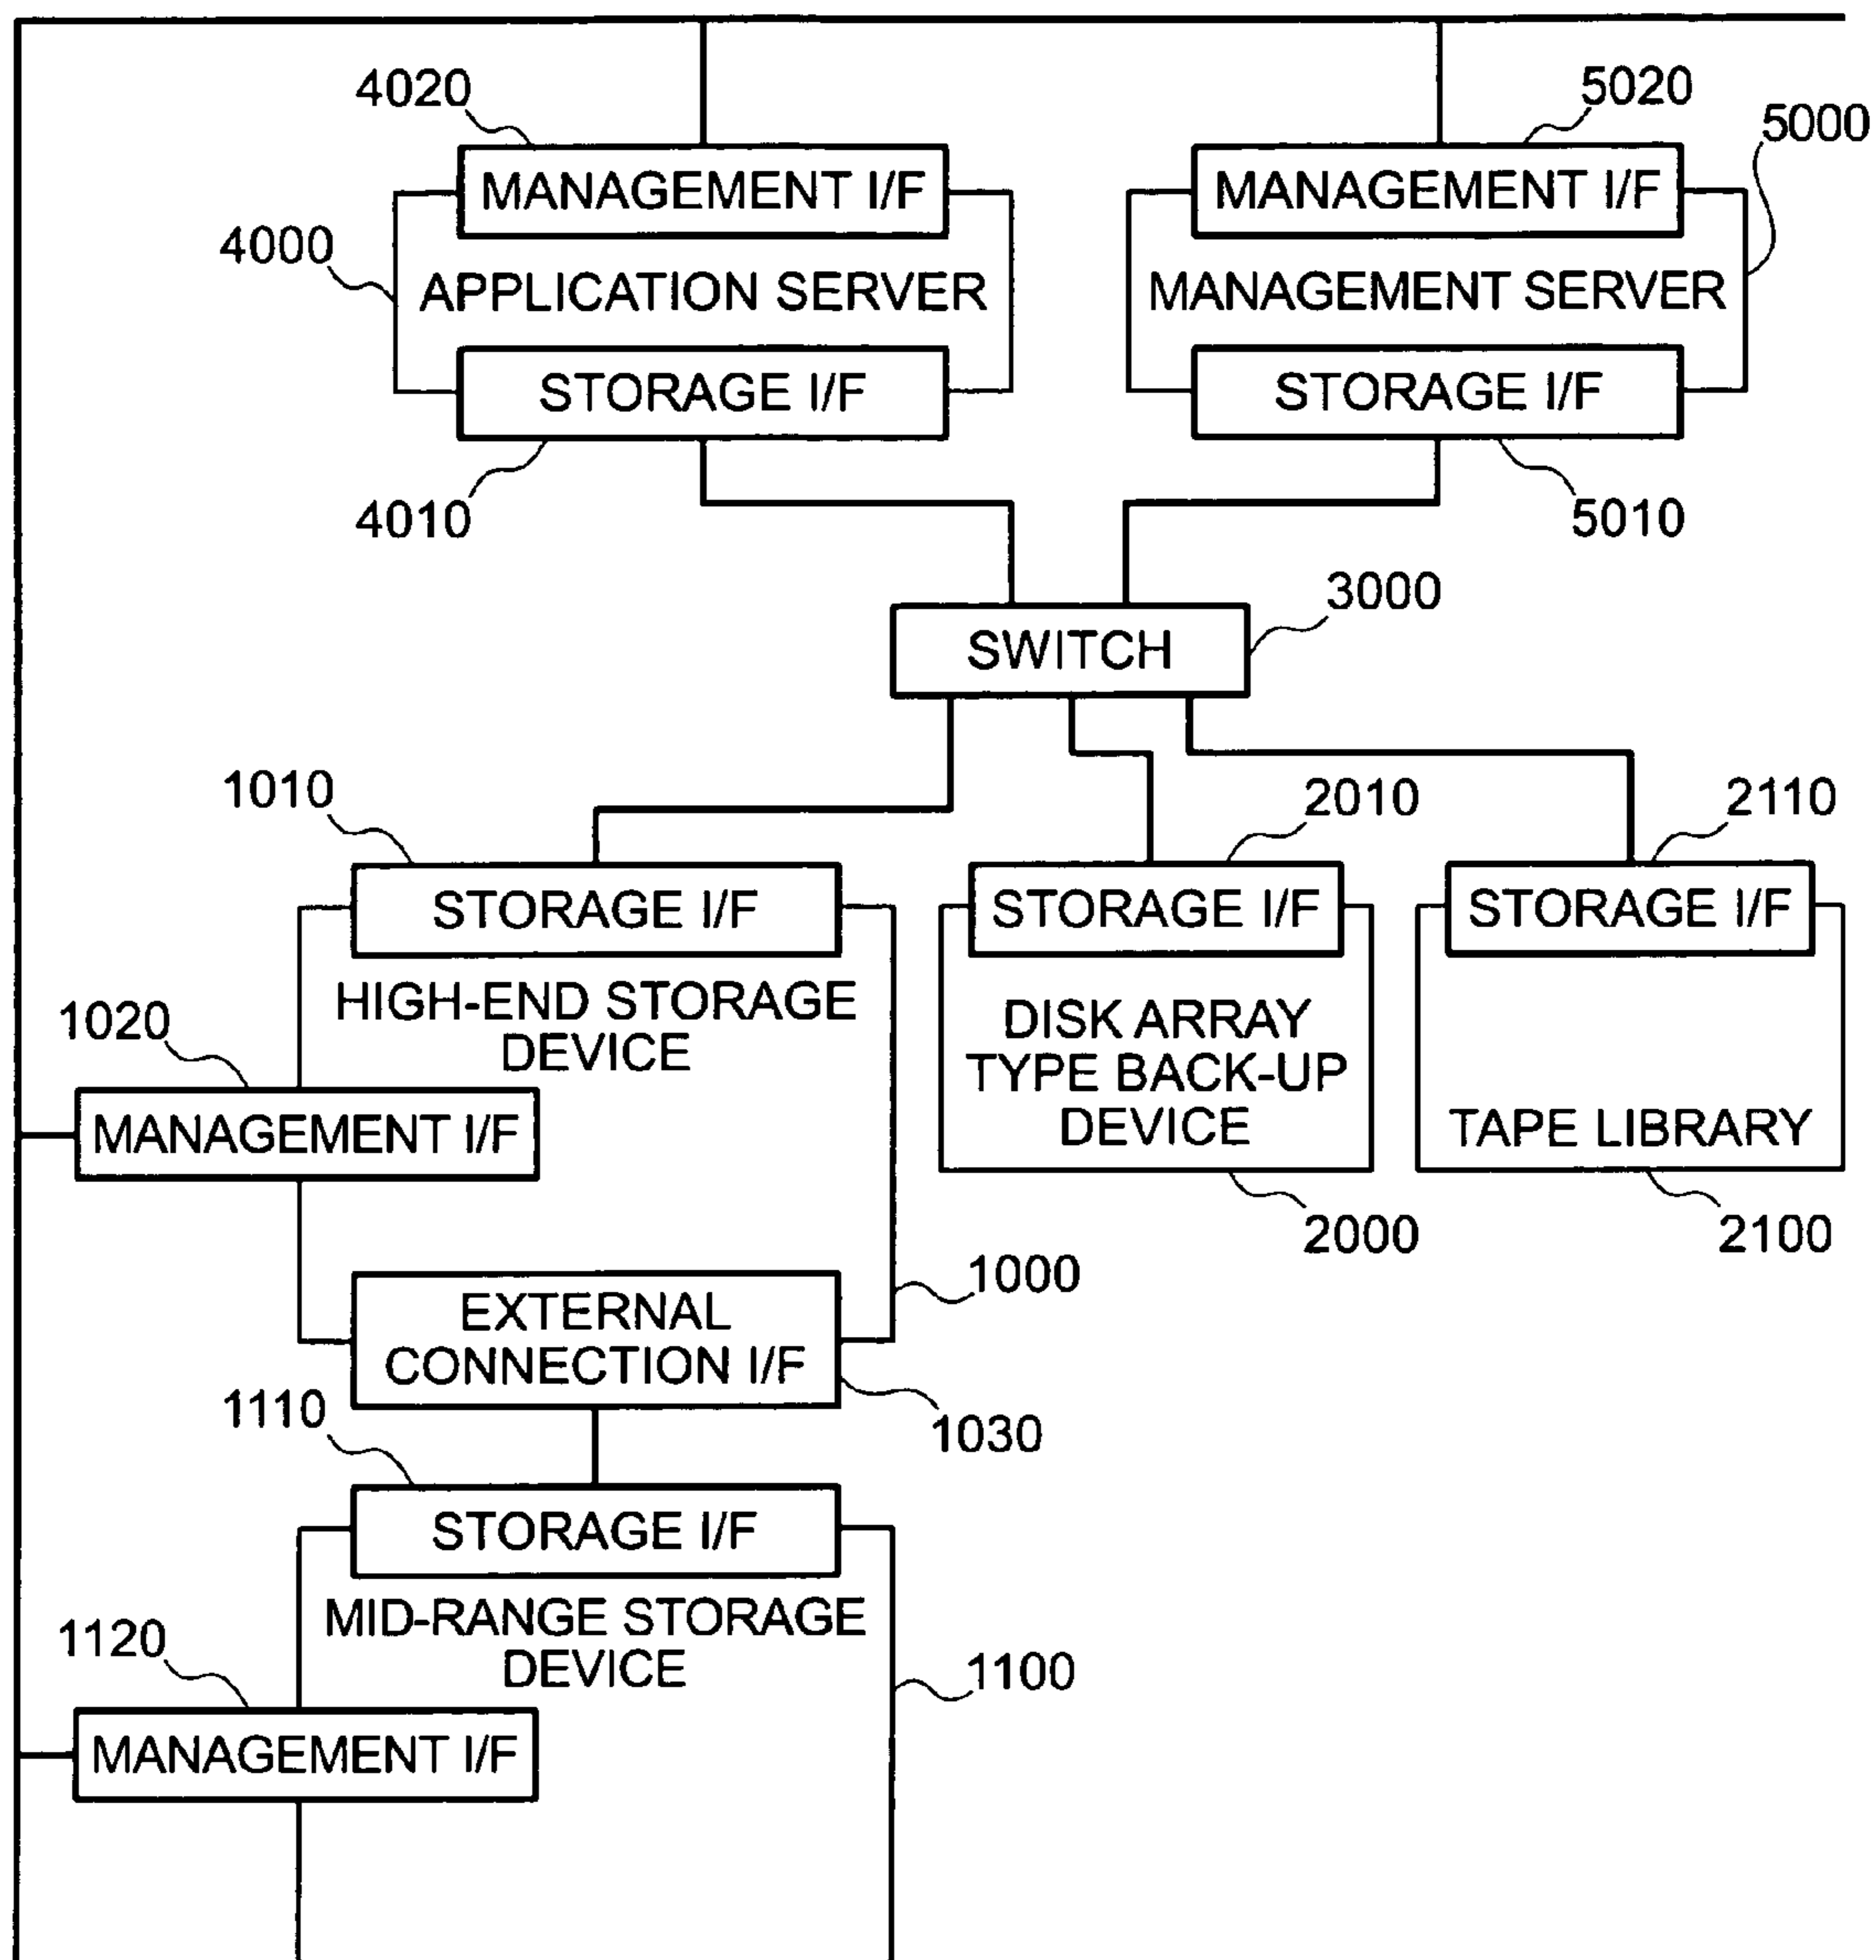 4020
5020
5000
MANAGEMENT I/F
MANAGEMENT I/F
4000
APPLICATION SERVER
MANAGEMENT SERVER
STORAGE I/F
STORAGE I/F
4010
5010
3000
SWITCH
1010
2010
2110
STORAGE I/F
STORAGE I/F
STORAGE I/F
HIGH-END STORAGE
DEVICE
DISK ARRAY
TYPE BACK-UP
DEVICE
1020
MANAGEMENT I/F
TAPE LIBRARY
2000
2100
1000
EXTERNAL
CONNECTION I/F
1110
1030
STORAGE I/F
MID-RANGE STORAGE
DEVICE
1120
1100
MANAGEMENT I/F